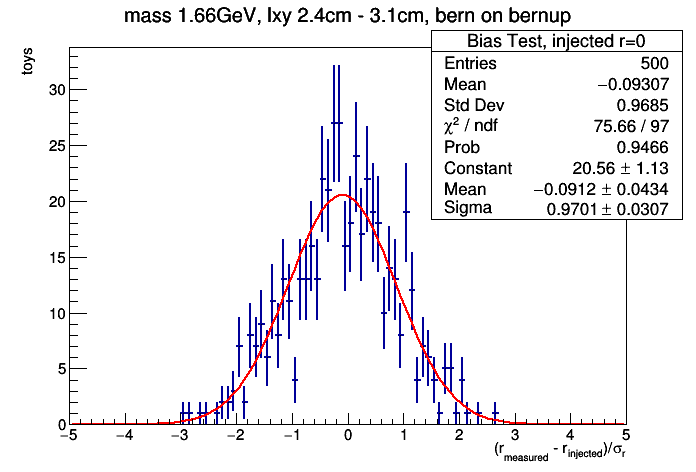 mass 1.66GeV, lxy 2.4cm - 3.1cm, bern on bernup
toys
Bias Test, injected r=0
Entries 500
Mean −0.09307
Std Dev 0.9685
χ² / ndf 75.66 / 97
Prob 0.9466
Constant 20.56 ± 1.13
Mean −0.0912 ± 0.0434
Sigma 0.9701 ± 0.0307
30
25
20
15
10
5
0
−5 −4 −3 −2 −1 0 1 2 3 4 5
(r_measured - r_injected)/σ_r